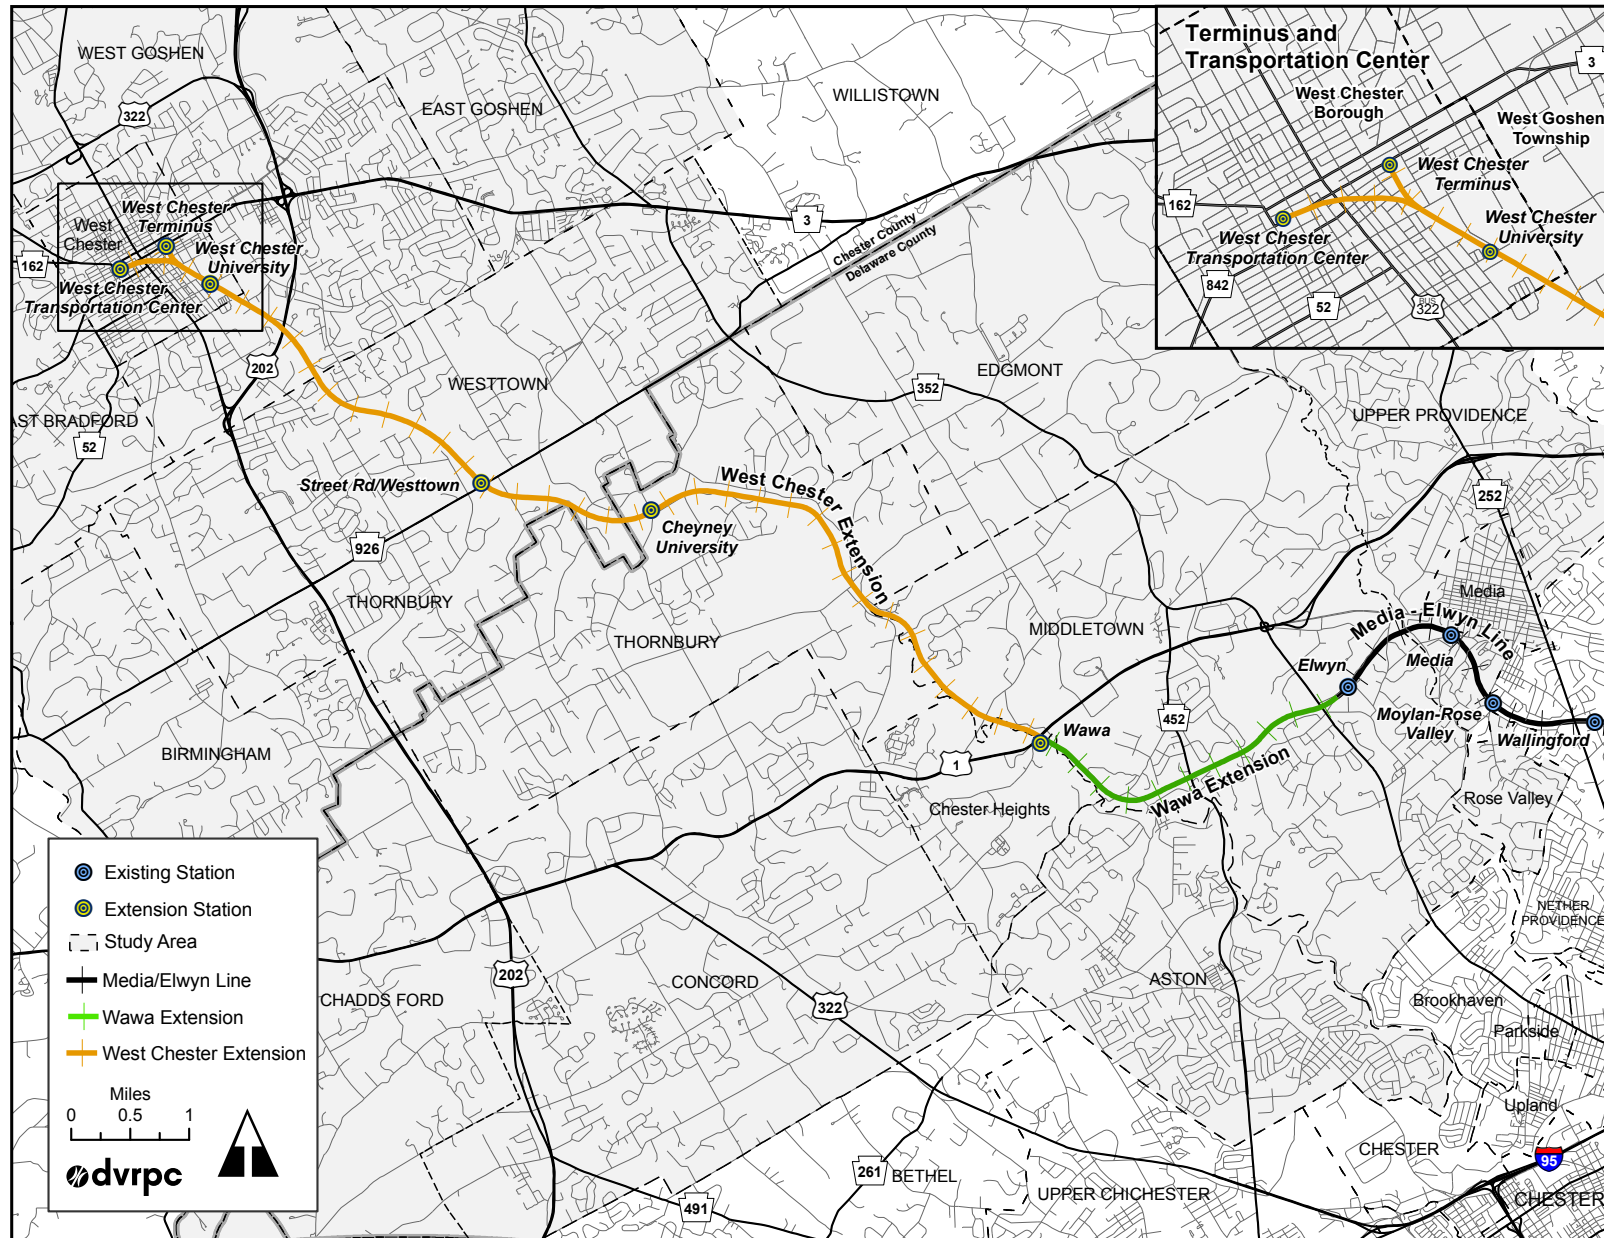 WEST GOSHEN
322
EAST GOSHEN
WILLISTOWN
3
Chester County
Delaware County
West Chester
Terminus
West
Chester
West Chester
University
162
West Chester
Transportation Center
202
WESTTOWN
EDGMONT
352
AST BRADFORD
52
UPPER PROVIDENCE
Street Rd/Westtown
West Chester Extension
252
926
Cheyney
University
THORNBURY
THORNBURY
MIDDLETOWN
Media
Media - Elwyn Line
Elwyn
Media
Moylan-Rose
Valley
Wallingford
452
Wawa
BIRMINGHAM
1
Wawa Extension
Chester Heights
Rose Valley
NETHER
PROVIDENCE
202
CHADDS FORD
CONCORD
322
ASTON
Brookhaven
Parkside
Upland
CHESTER
95
CHESTER
261
BETHEL
UPPER CHICHESTER
491
Terminus and
Transportation Center
West Chester
Borough
3
West Goshen
Township
West Chester
Terminus
162
West Chester
University
West Chester
Transportation Center
842
52
BUS
322
Existing Station
Extension Station
Study Area
Media/Elwyn Line
Wawa Extension
West Chester Extension
Miles
0 0.5 1
dvrpc